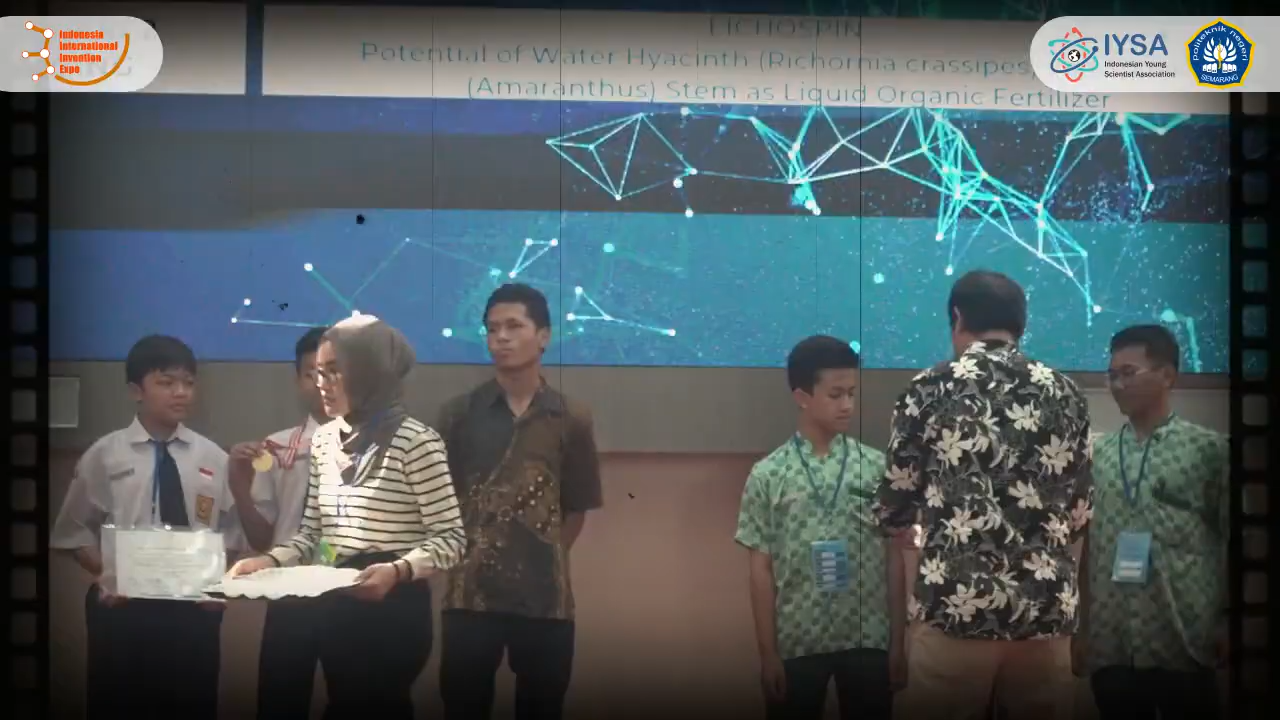 Indonesia
International
Invention
Expo
EICHOSPIN
Potential of Water Hyacinth (Richornia crassipes)
(Amaranthus) Stem as Liquid Organic Fertilizer
IYSA
Indonesian Young
Scientist Association
politeknik negeri
SEMARANG